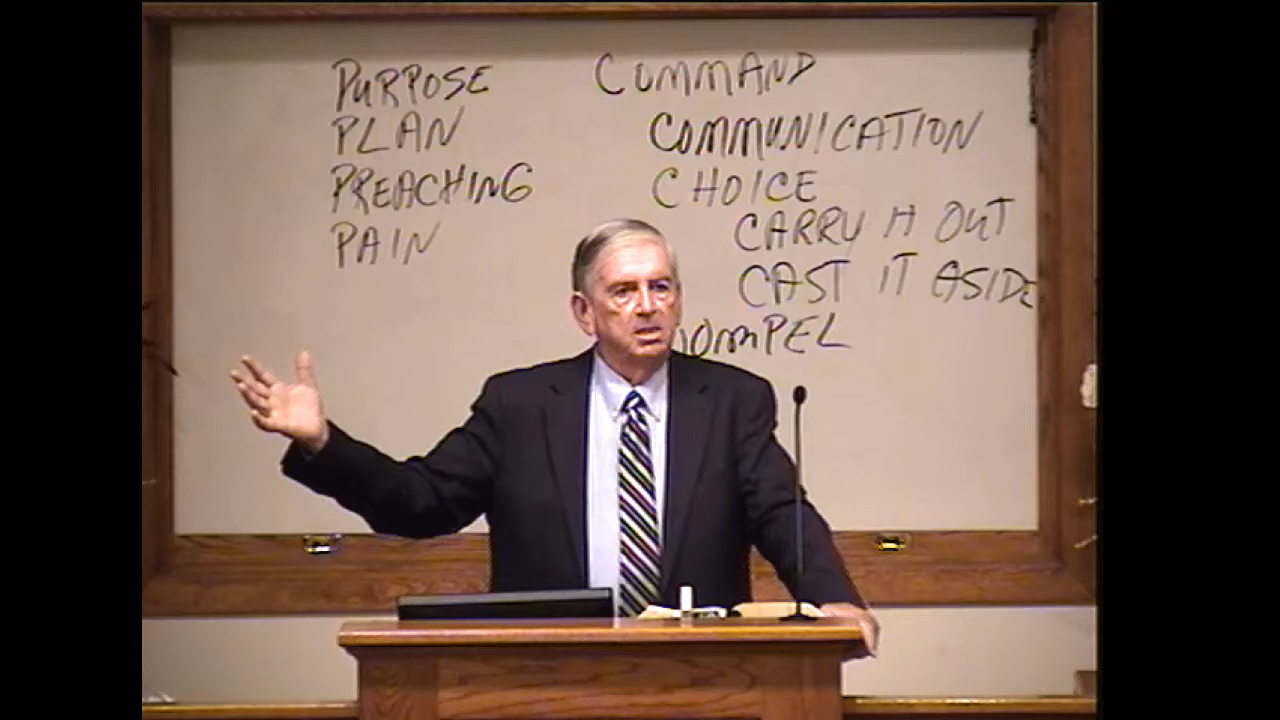 PURPOSE
PLAN
PREACHING
PAIN
COMMAND
COMMUNICATION
CHOICE
CARRY IT OUT
CAST IT ASIDE
COMPEL